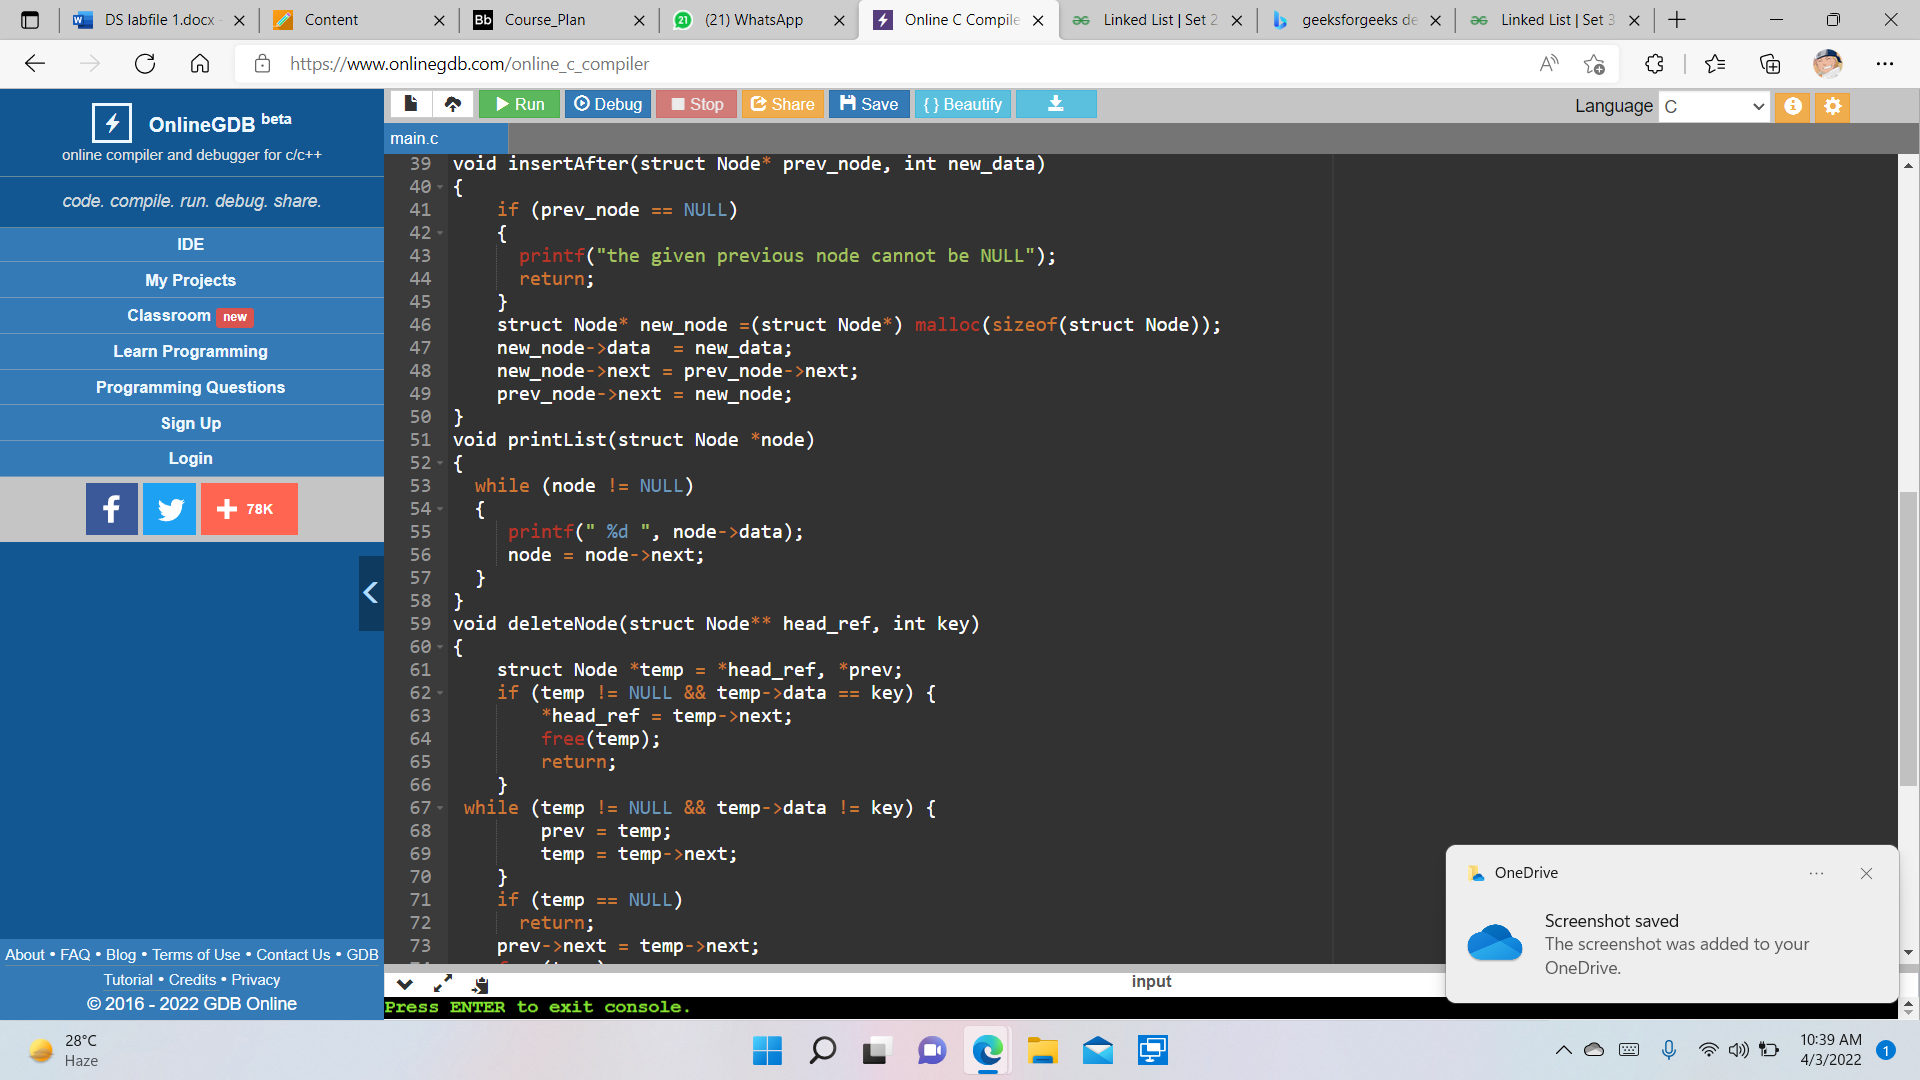 DS labfile 1.docx
Content
Course_Plan
(21) WhatsApp
Online C Compile
Linked List | Set 2
geeksforgeeks de
Linked List | Set 3
https://www.onlinegdb.com/online_c_compiler
OnlineGDB beta
online compiler and debugger for c/c++
code. compile. run. debug. share.
IDE
My Projects
Classroom new
Learn Programming
Programming Questions
Sign Up
Login
+ 78K
About • FAQ • Blog • Terms of Use • Contact Us • GDB
Tutorial • Credits • Privacy
© 2016 - 2022 GDB Online
Run Debug Stop Share Save { } Beautify
Language C
main.c
39 void insertAfter(struct Node* prev_node, int new_data)
40 {
41     if (prev_node == NULL)
42     {
43       printf("the given previous node cannot be NULL");
44       return;
45     }
46     struct Node* new_node =(struct Node*) malloc(sizeof(struct Node));
47     new_node->data  = new_data;
48     new_node->next = prev_node->next;
49     prev_node->next = new_node;
50 }
51 void printList(struct Node *node)
52 {
53   while (node != NULL)
54   {
55      printf(" %d ", node->data);
56      node = node->next;
57   }
58 }
59 void deleteNode(struct Node** head_ref, int key)
60 {
61     struct Node *temp = *head_ref, *prev;
62     if (temp != NULL && temp->data == key) {
63         *head_ref = temp->next;
64         free(temp);
65         return;
66     }
67  while (temp != NULL && temp->data != key) {
68         prev = temp;
69         temp = temp->next;
70     }
71     if (temp == NULL)
72       return;
73     prev->next = temp->next;
input
Press ENTER to exit console.
OneDrive
Screenshot saved
The screenshot was added to your
OneDrive.
28°C
Haze
10:39 AM
4/3/2022
1